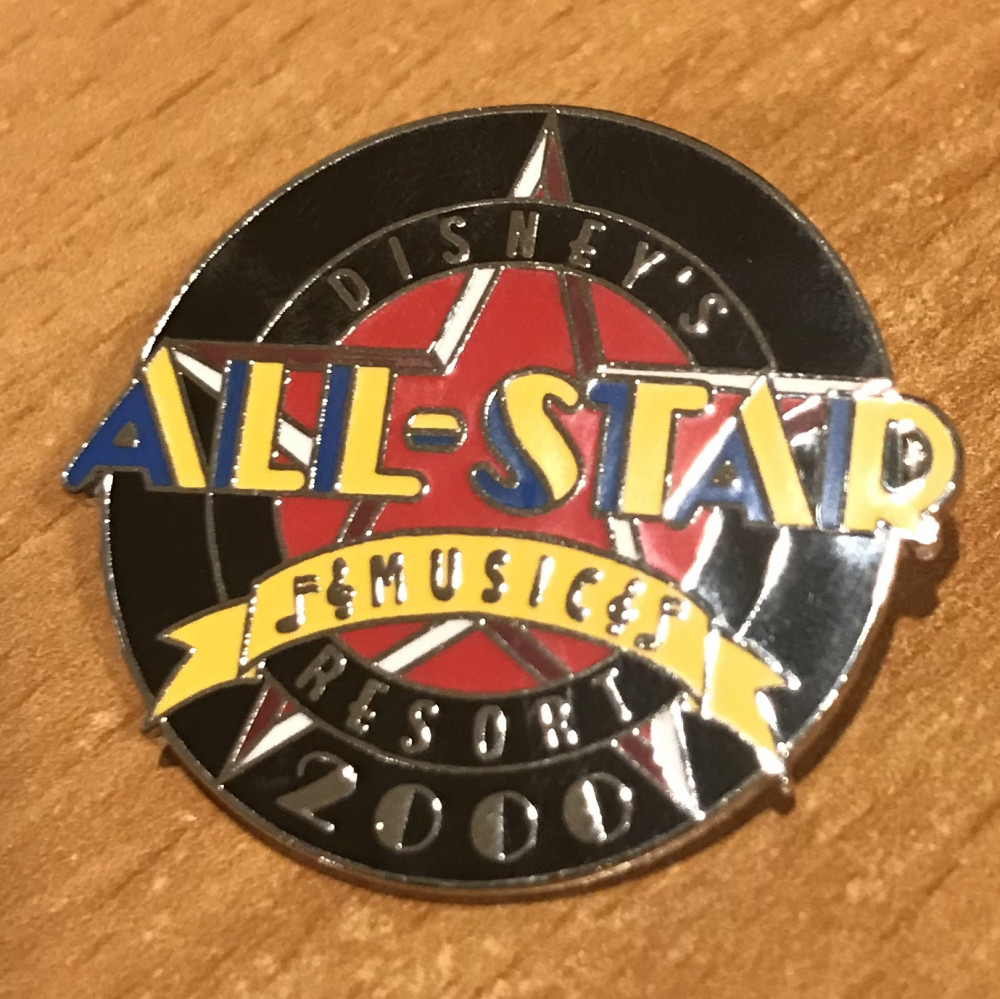 DISNEY'S
ALL-STAR
MUSIC
RESORT
2000